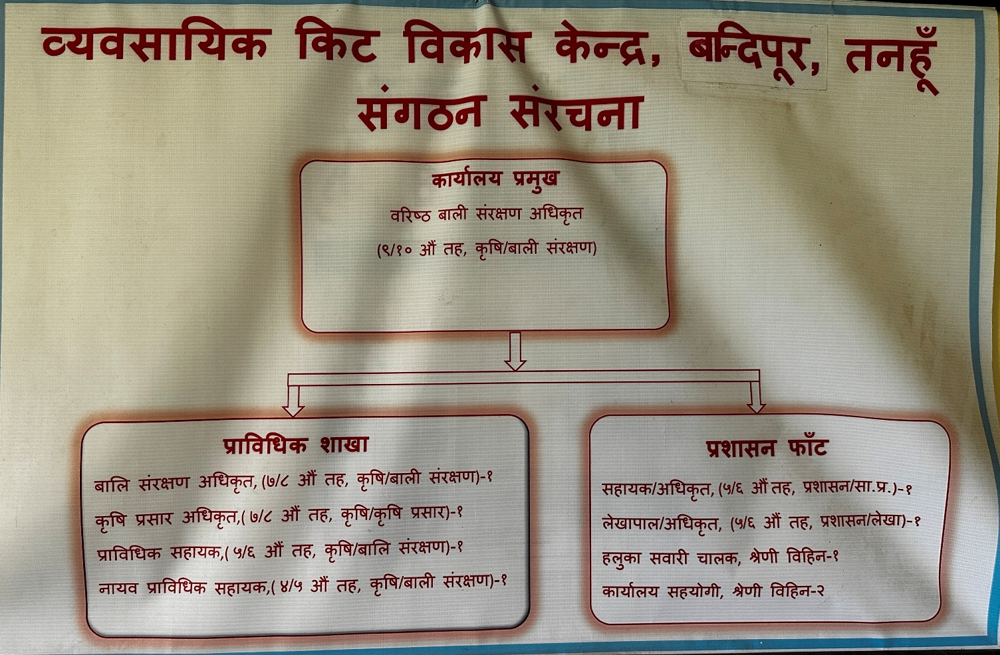 व्यवसायिक किट विकास केन्द्र, बन्दिपूर, तनहूँ
संगठन संरचना
कार्यालय प्रमुख
वरिष्ठ बाली संरक्षण अधिकृत
(९/१० औं तह, कृषि/बाली संरक्षण)
प्राविधिक शाखा
बालि संरक्षण अधिकृत, (७/८ औं तह, कृषि/बाली संरक्षण)-१
कृषि प्रसार अधिकृत,( ७/८ औं तह, कृषि/कृषि प्रसार)-१
प्राविधिक सहायक,( ५/६ औं तह, कृषि/बालि संरक्षण)-१
नायव प्राविधिक सहायक,( ४/५ औं तह, कृषि/बाली संरक्षण)-१
प्रशासन फाँट
सहायक/अधिकृत, (५/६ औं तह, प्रशासन/सा.प्र.)-१
लेखापाल/अधिकृत, (५/६ औं तह, प्रशासन/लेखा)-१
हलुका सवारी चालक, श्रेणी विहिन-१
कार्यालय सहयोगी, श्रेणी विहिन-२